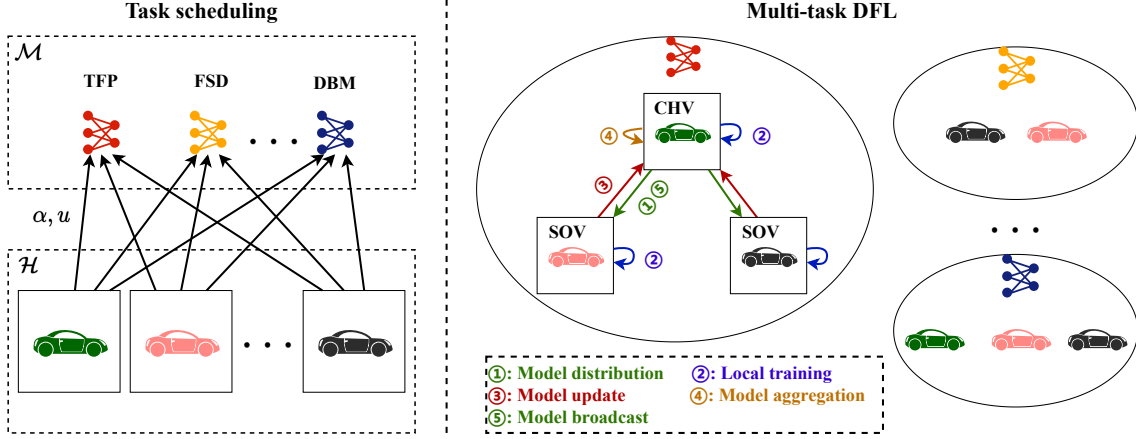 Task scheduling
ℳ
TFP
FSD
DBM
α, u
ℋ
Multi-task DFL
CHV
④
②
③
① ⑤
SOV
②
SOV
①: Model distribution
②: Local training
③: Model update
④: Model aggregation
⑤: Model broadcast